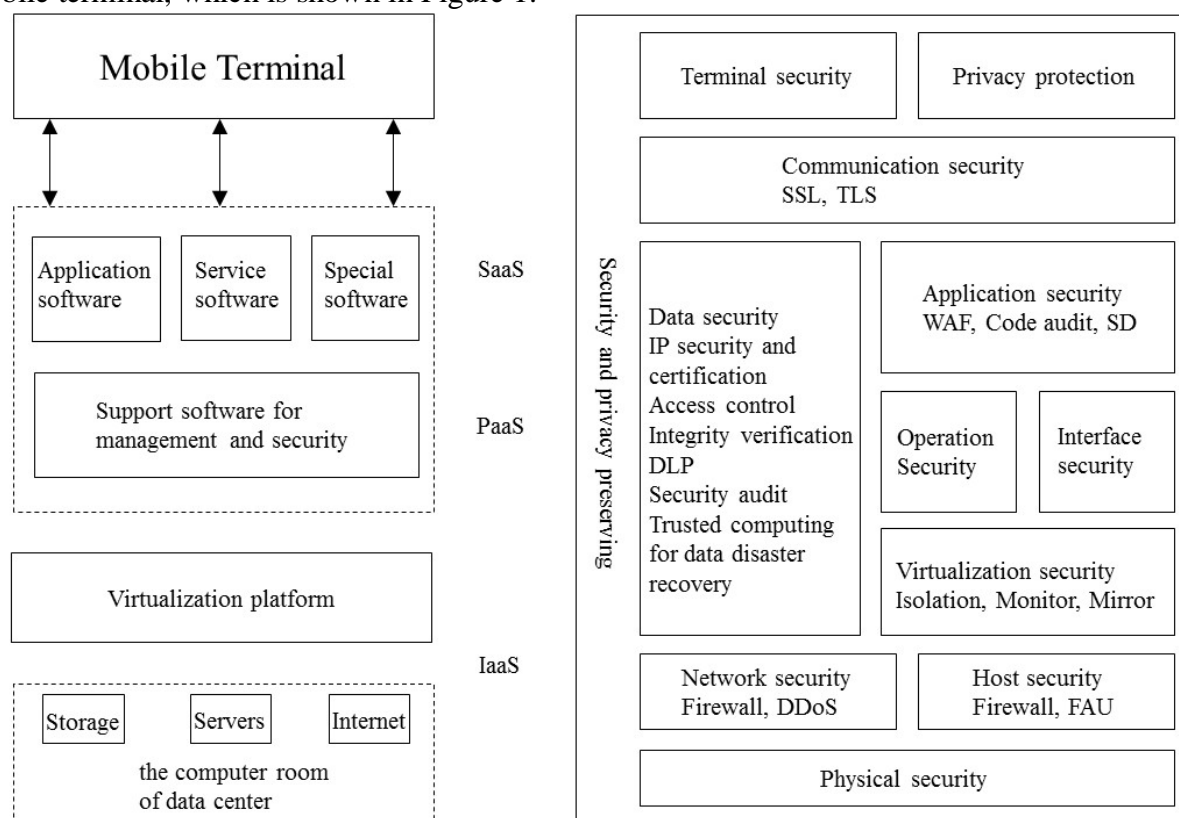 bile terminal, which is shown in Figure 1.
Mobile Terminal
Application
software
Service
software
Special
software
SaaS
Support software for
management and security
PaaS
Virtualization platform
IaaS
Storage
Servers
Internet
the computer room
of data center
Security and privacy preserving
Terminal security
Privacy protection
Communication security
SSL, TLS
Data security
IP security and
certification
Access control
Integrity verification
DLP
Security audit
Trusted computing
for data disaster
recovery
Application security
WAF, Code audit, SD
Operation
Security
Interface
security
Virtualization security
Isolation, Monitor, Mirror
Network security
Firewall, DDoS
Host security
Firewall, FAU
Physical security